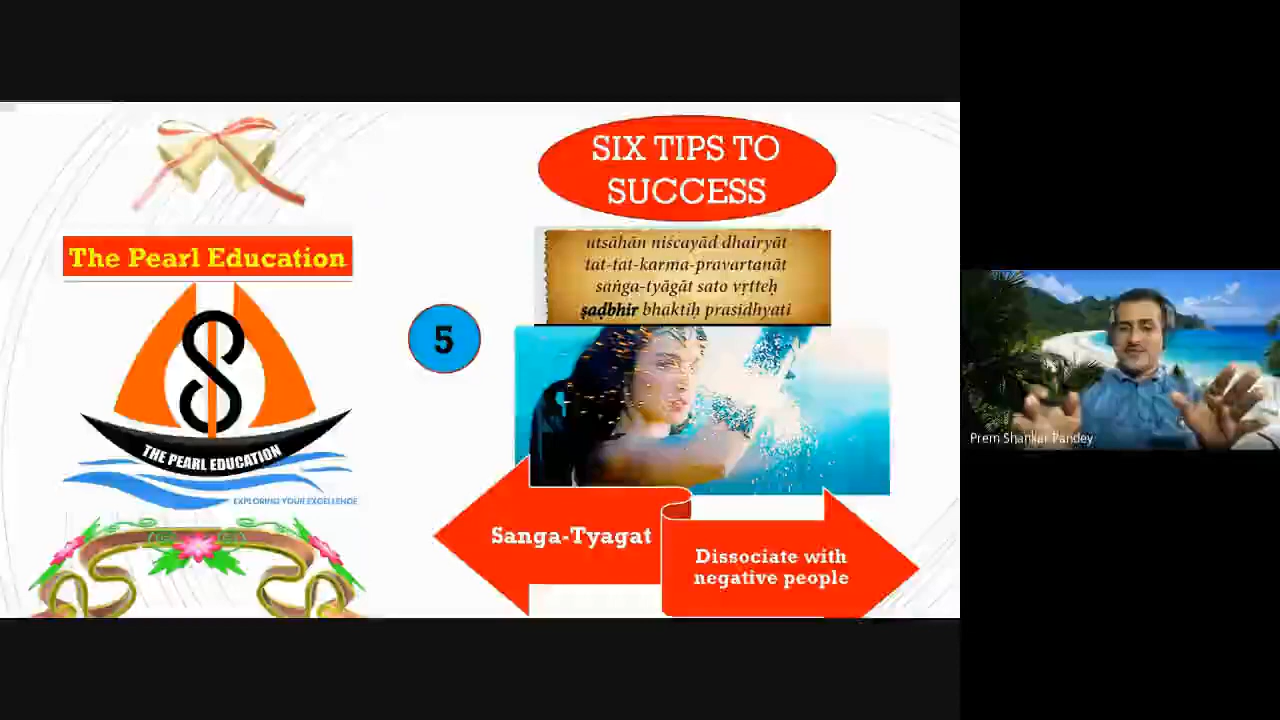 SIX TIPS TO
SUCCESS
utsāhān niścayād dhairyāt
tat-tat-karma-pravartanāt
saṅga-tyāgāt sato vṛtteḥ
ṣaḍbhir bhaktiḥ prasidhyati
The Pearl Education
5
THE PEARL EDUCATION
EXPLORING YOUR EXCELLENCE
Sanga-Tyagat
Dissociate with
negative people
Prem Shankar Pandey